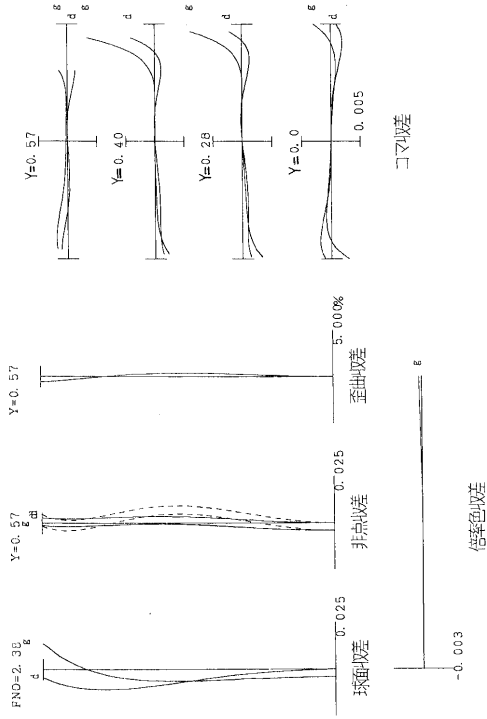 FNO=2.38
d
g
0.025
球面収差
Y=0.57
g
d
0.025
非点収差
Y=0.57
5.000%
歪曲収差
-0.003
g
倍率色収差
Y=0.57
g
d
Y=0.40
g
d
Y=0.28
g
d
Y=0.0
g
d
0.005
コマ収差